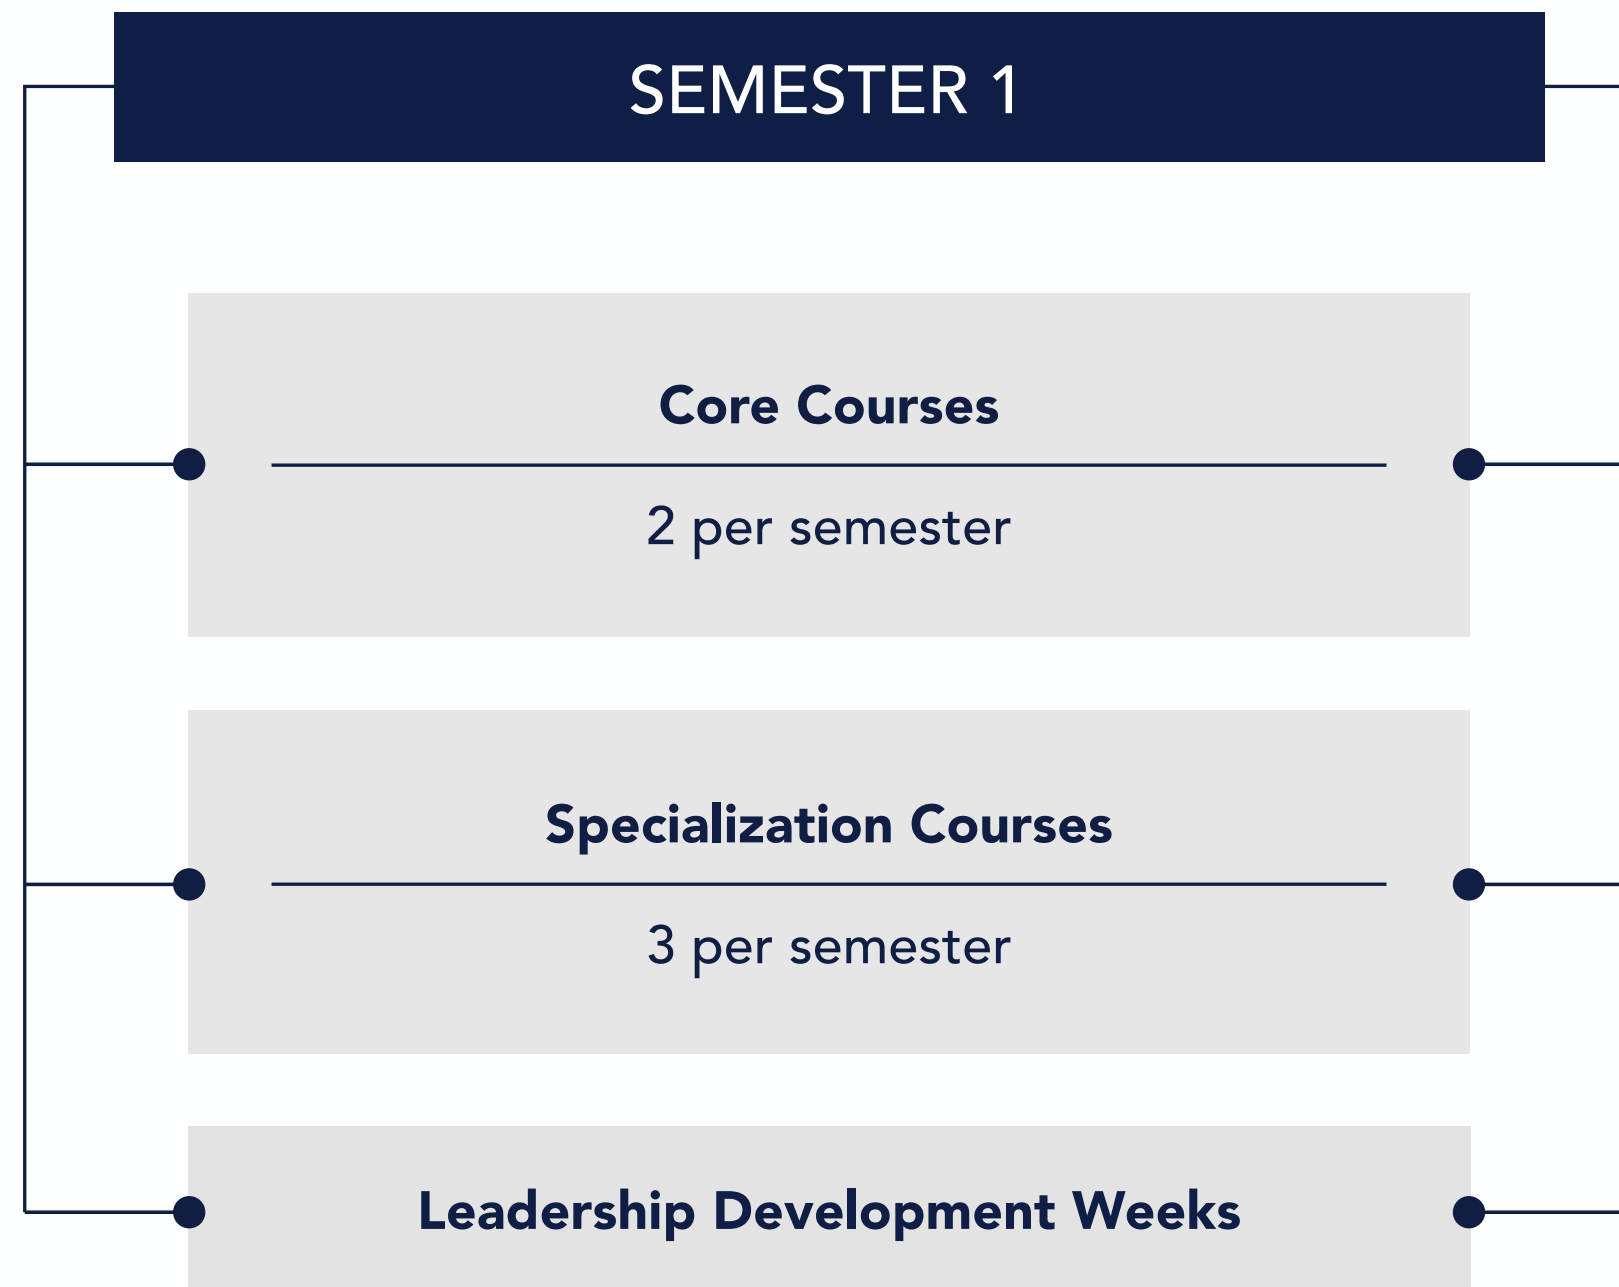 SEMESTER 1
Core Courses
2 per semester
Specialization Courses
3 per semester
Leadership Development Weeks